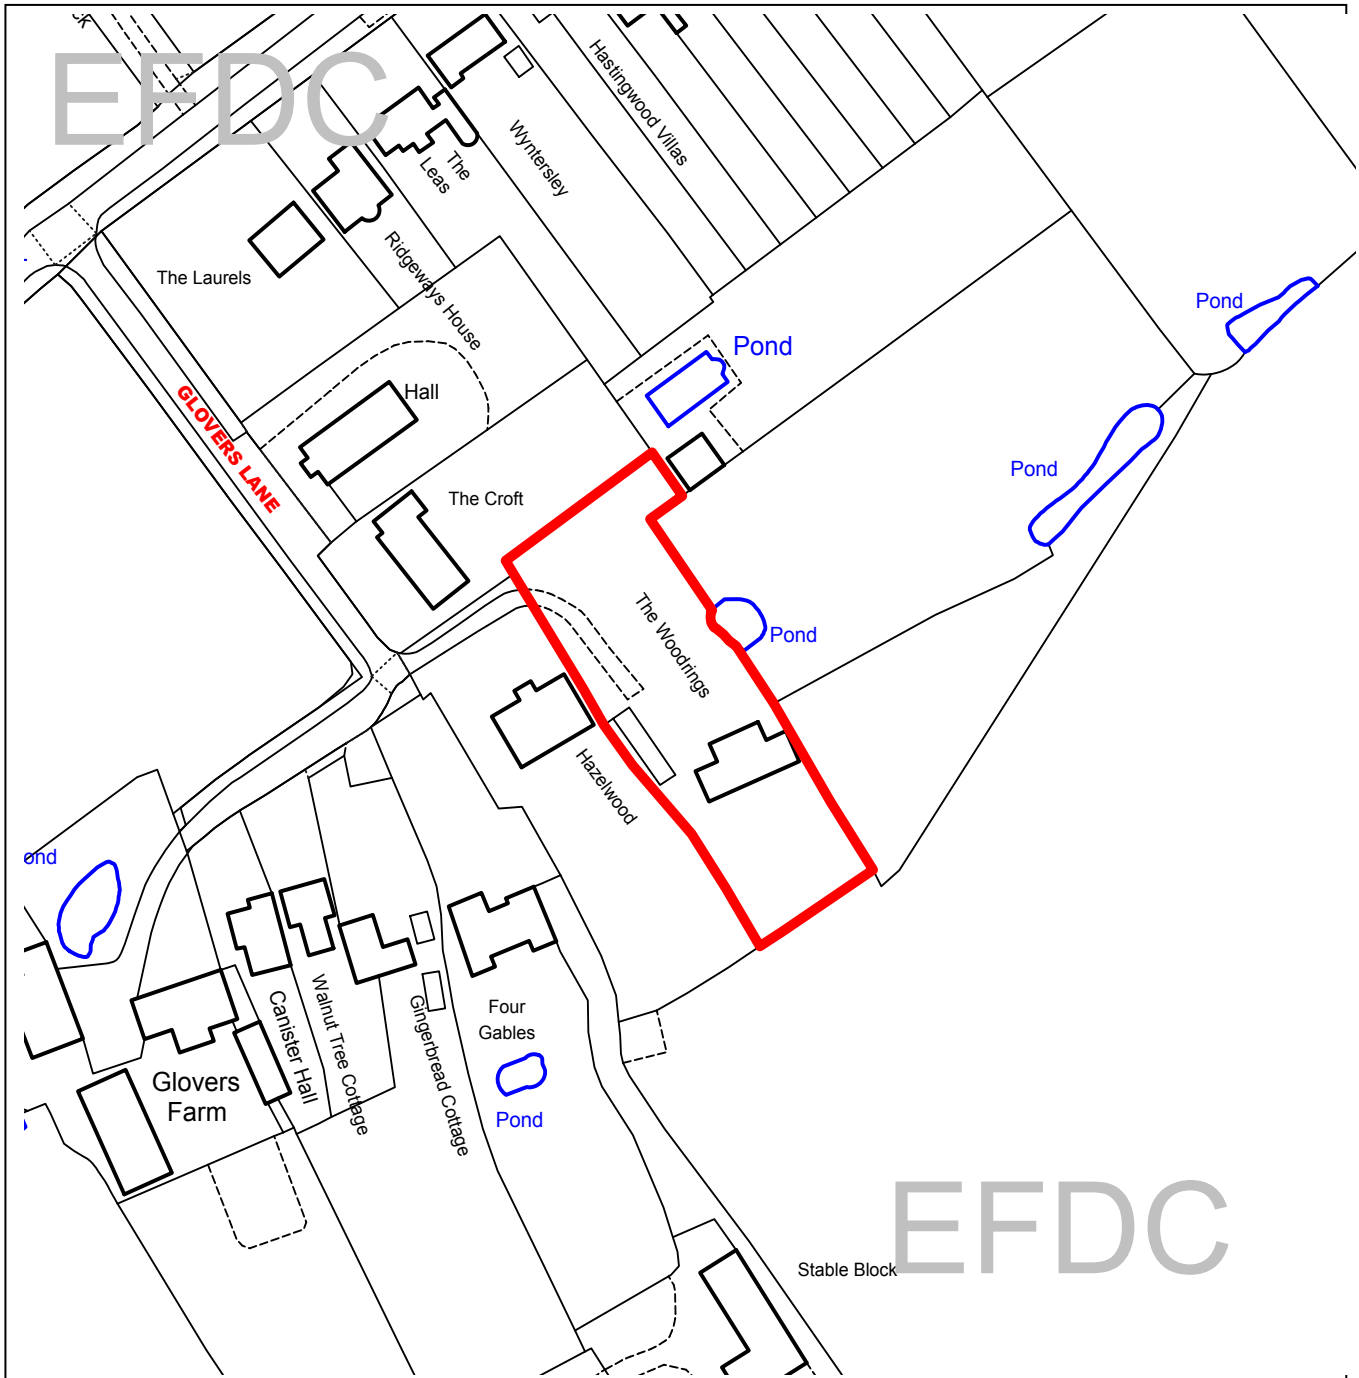 EFDC
Hastingwood Villas
Wyntersley
The
Leas
Ridgeways House
The Laurels
Pond
Pond
GLOVERS LANE
Hall
Pond
The Croft
The Woodrings
Pond
Hazelwood
ond
Canister Hall
Walnut Tree Cottage
Gingerbread Cottage
Four
Gables
Glovers
Farm
Pond
EFDC
Stable Block